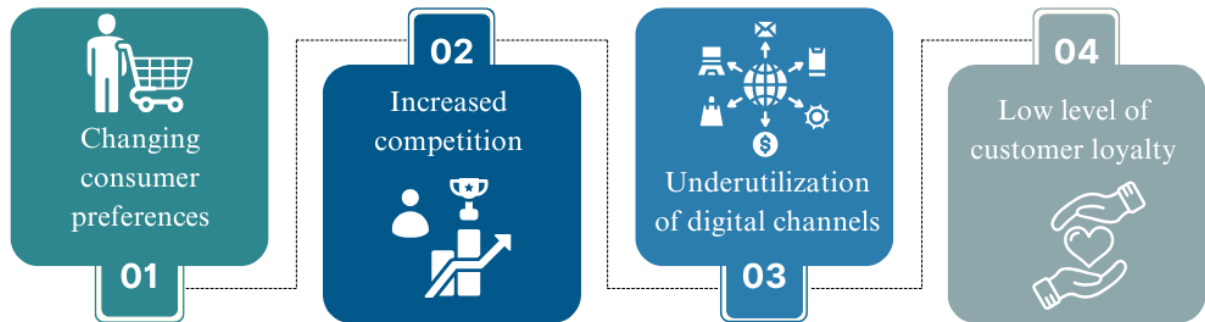 Changing
consumer
preferences
01
02
Increased
competition
$
Underutilization
of digital channels
03
04
Low level of
customer loyalty